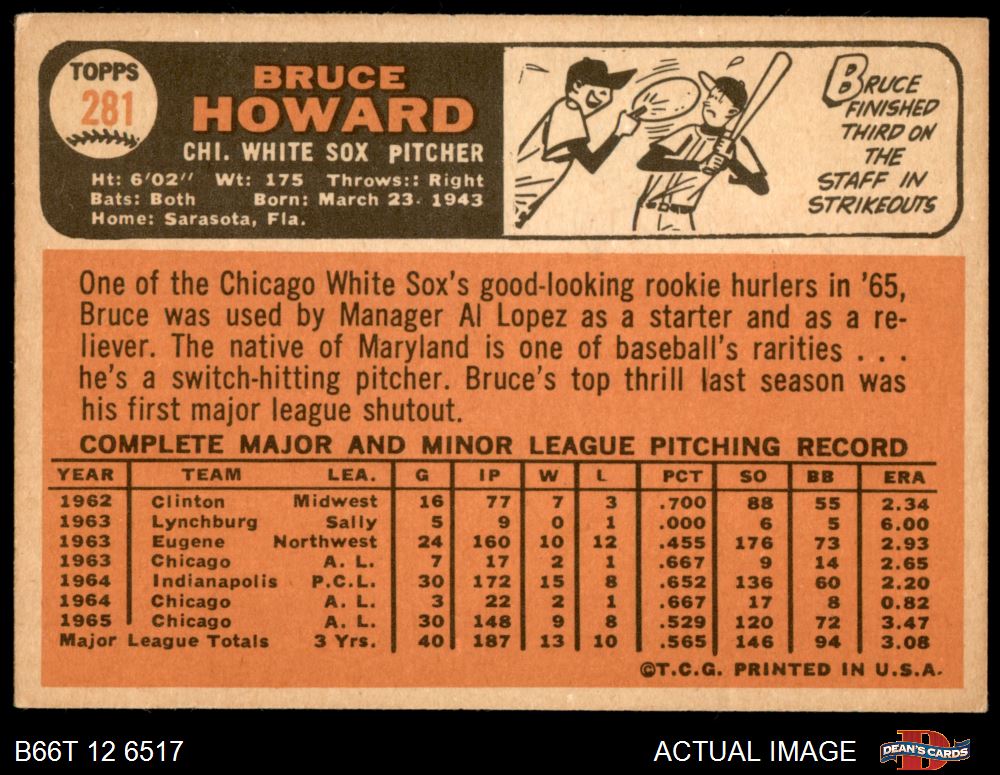 TOPPS
281
BRUCE
HOWARD
CHI. WHITE SOX PITCHER
Ht: 6'02" Wt: 175 Throws:: Right
Bats: Both Born: March 23. 1943
Home: Sarasota, Fla.
BRUCE
FINISHED
THIRD ON
THE
STAFF IN
STRIKEOUTS
One of the Chicago White Sox's good-looking rookie hurlers in '65,
Bruce was used by Manager Al Lopez as a starter and as a re-
liever. The native of Maryland is one of baseball's rarities . . .
he's a switch-hitting pitcher. Bruce's top thrill last season was
his first major league shutout.
COMPLETE MAJOR AND MINOR LEAGUE PITCHING RECORD
YEAR TEAM LEA. G IP W L PCT SO BB ERA
1962 Clinton Midwest 16 77 7 3 .700 88 55 2.34
1963 Lynchburg Sally 5 9 0 1 .000 6 5 6.00
1963 Eugene Northwest 24 160 10 12 .455 176 73 2.93
1963 Chicago A. L. 7 17 2 1 .667 9 14 2.65
1964 Indianapolis P.C.L. 30 172 15 8 .652 136 60 2.20
1964 Chicago A. L. 3 22 2 1 .667 17 8 0.82
1965 Chicago A. L. 30 148 9 8 .529 120 72 3.47
Major League Totals 3 Yrs. 40 187 13 10 .565 146 94 3.08
©T.C.G. PRINTED IN U.S.A.
B66T 12 6517
ACTUAL IMAGE
D
DEAN'S CARDS